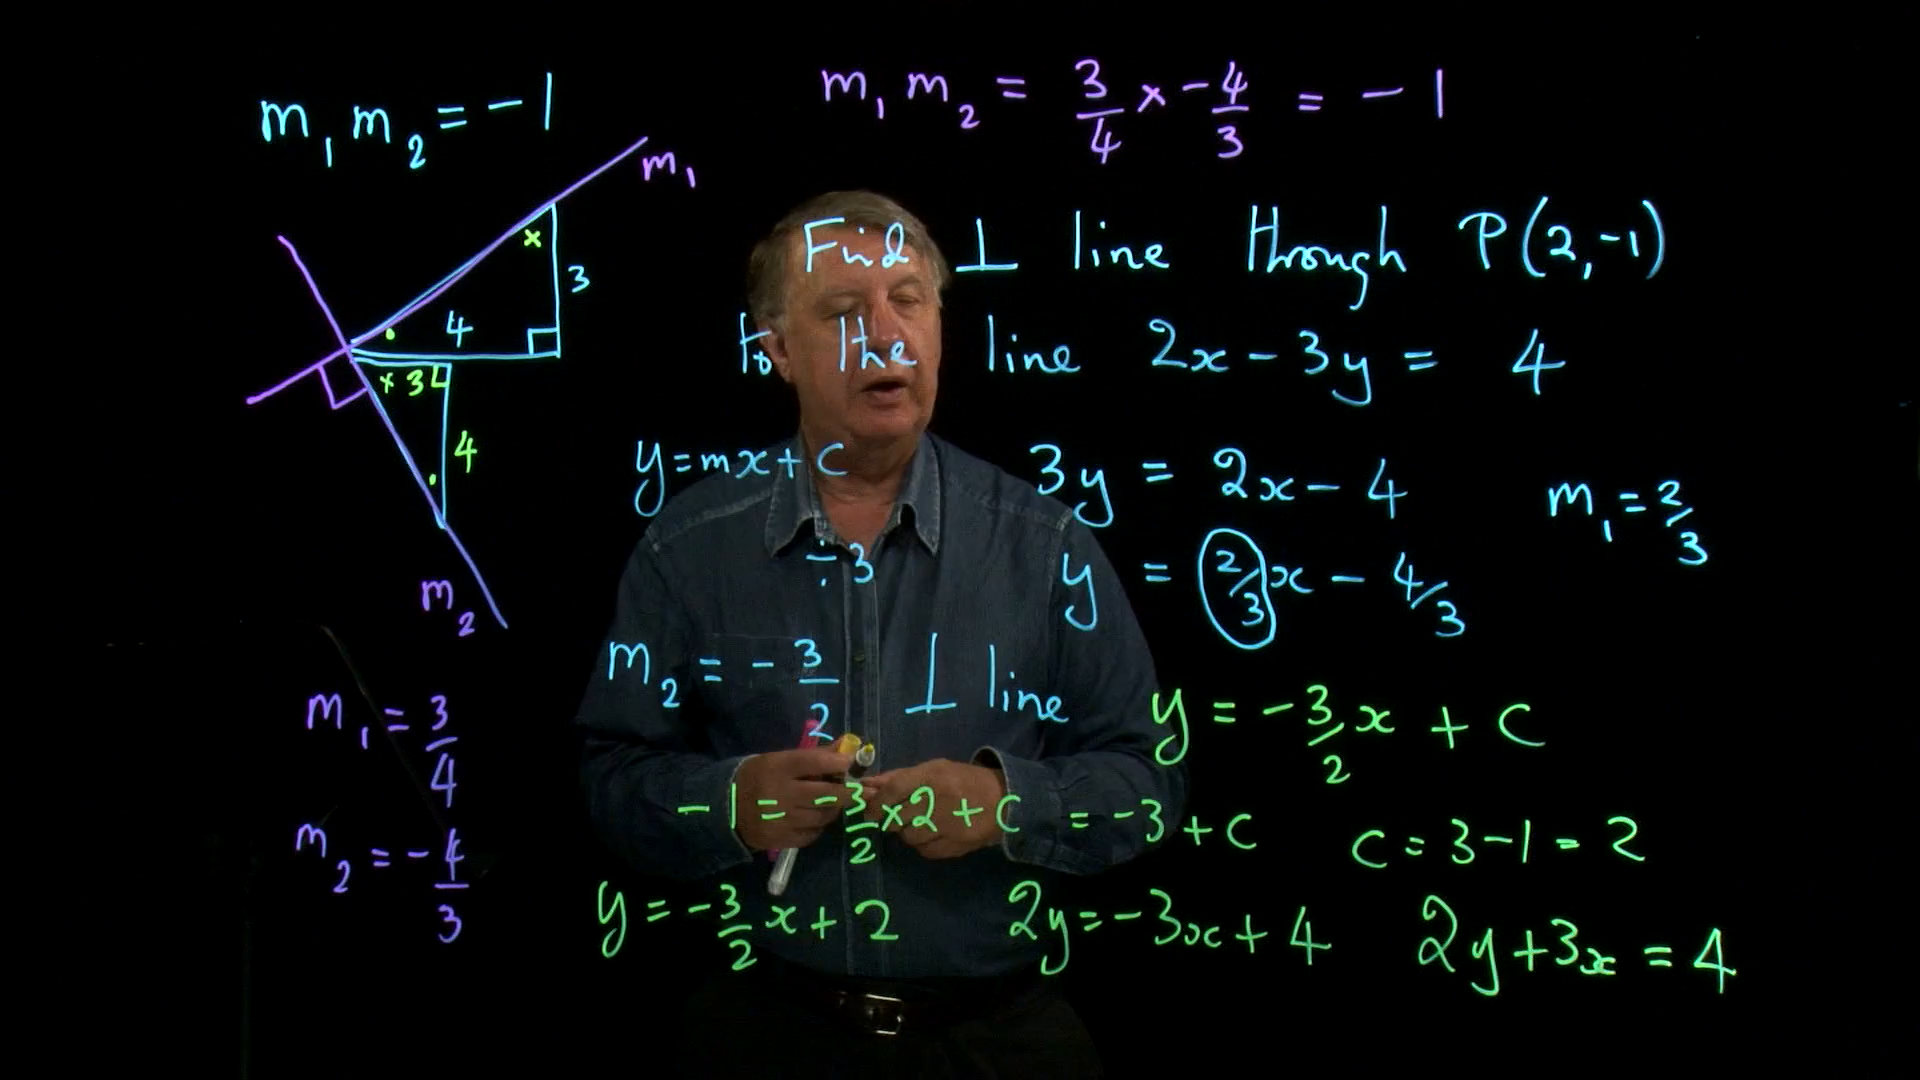 m₁ m₂ = -1
m₁ m₂ = 3/4 x -4/3 = -1
m₁
x
3
4
x 3
4
m₂
m₁ = 3/4
m₂ = -4/3
Find ⊥ line through P(2,-1)
to the line 2x - 3y = 4
y=mx+c 3y = 2x - 4 m₁ = 2/3
÷3 y = 2/3x - 4/3
m₂ = -3/2 ⊥ line y = -3/2x + c
-1 = -3/2x2 + c = -3 + c c = 3-1 = 2
y = -3/2x + 2 2y = -3x + 4 2y + 3x = 4